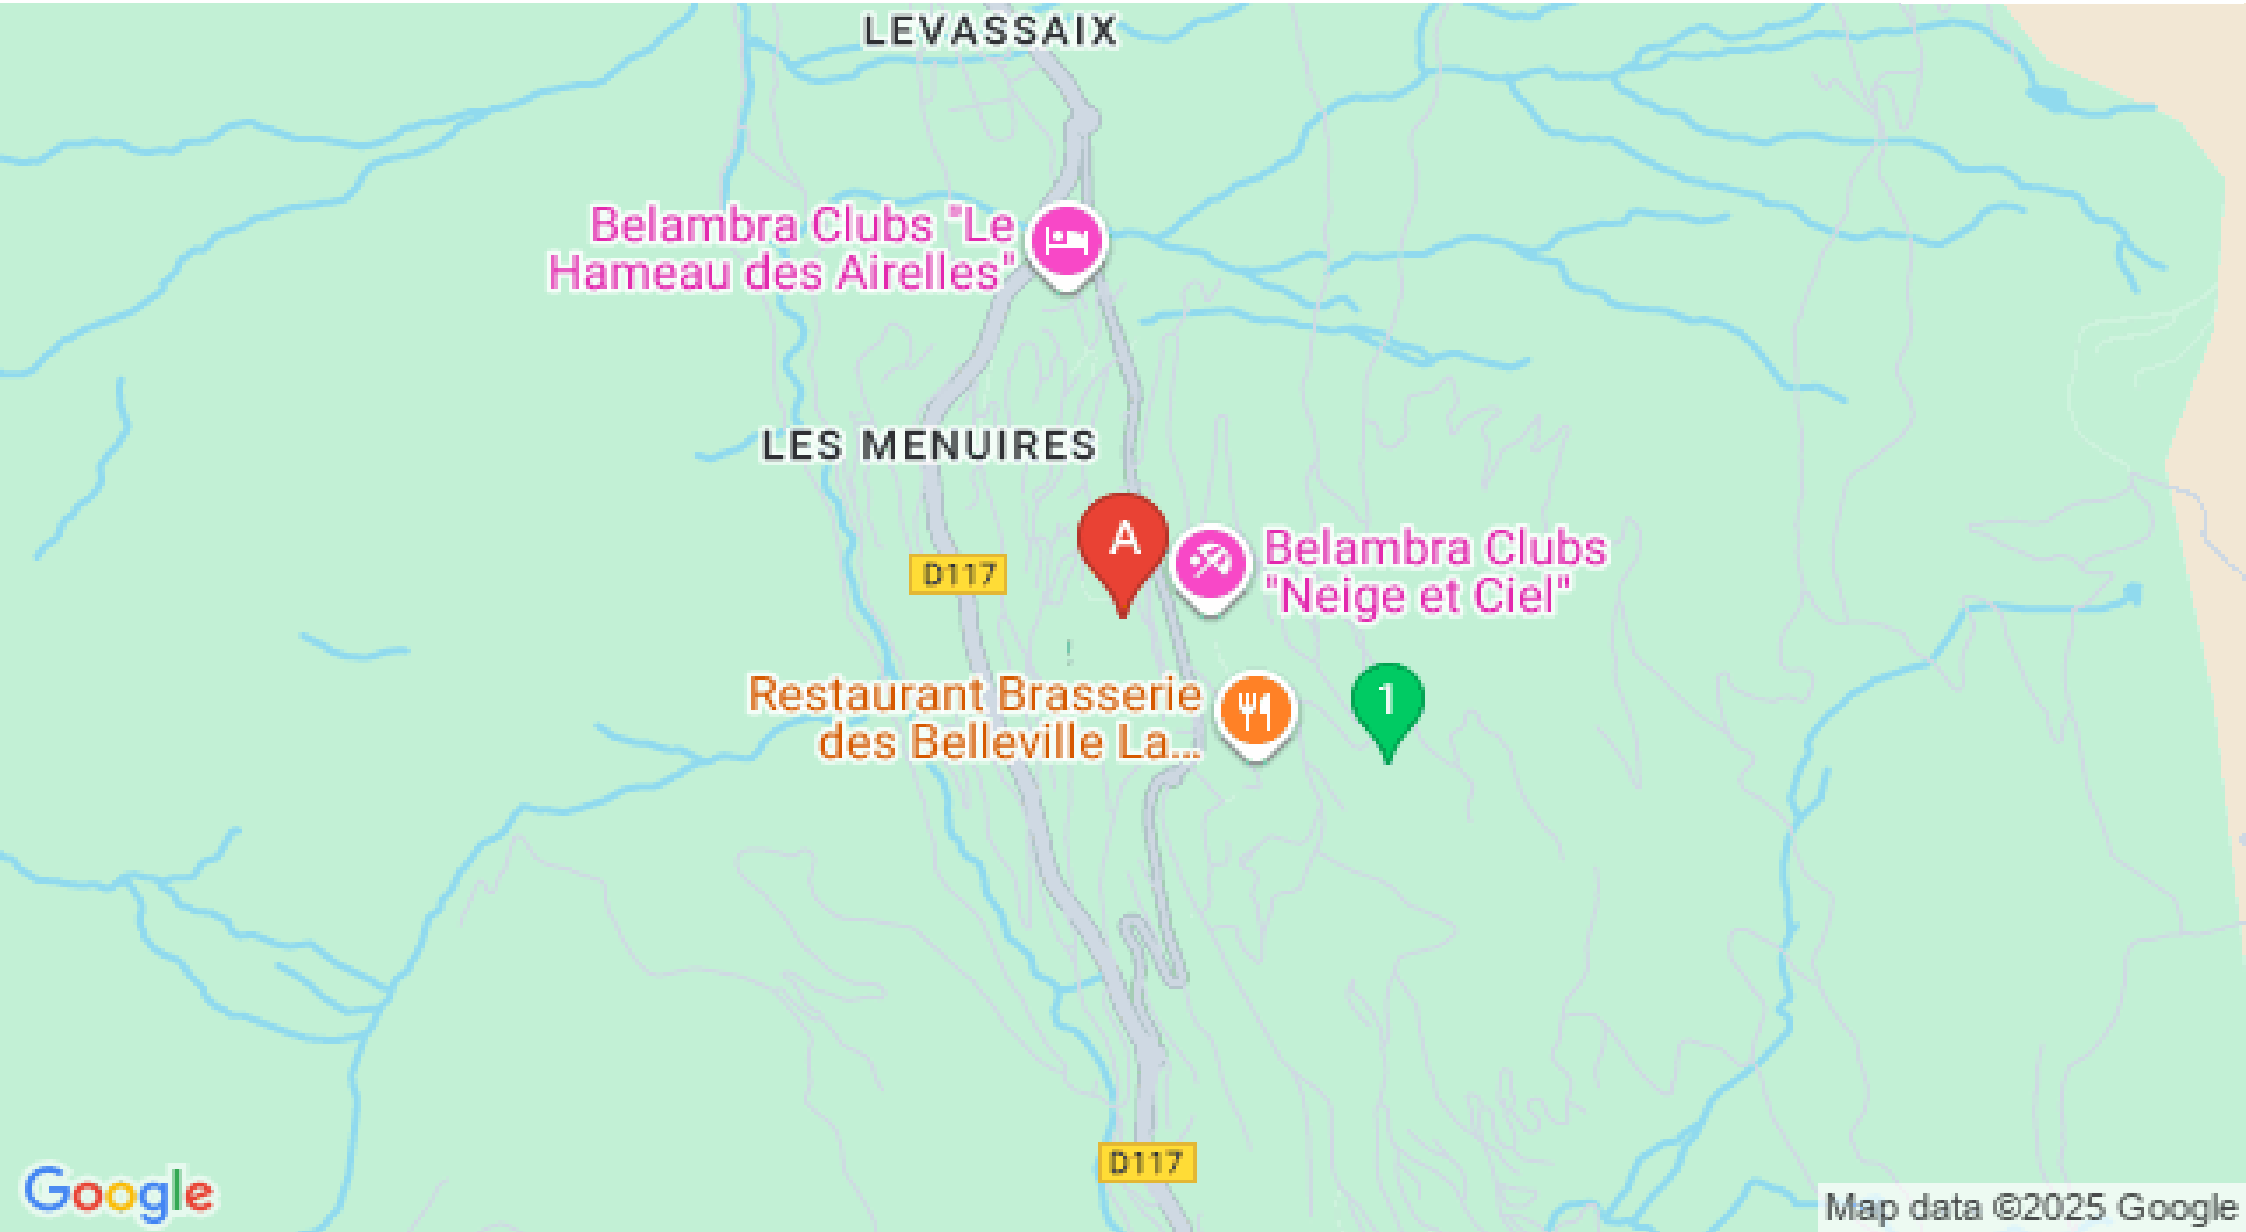 LEVASSAIX
Belambra Clubs "Le
Hameau des Airelles"
LES MENUIRES
A
Belambra Clubs
"Neige et Ciel"
D117
1
Restaurant Brasserie
des Belleville La...
D117
Google
Map data ©2025 Google